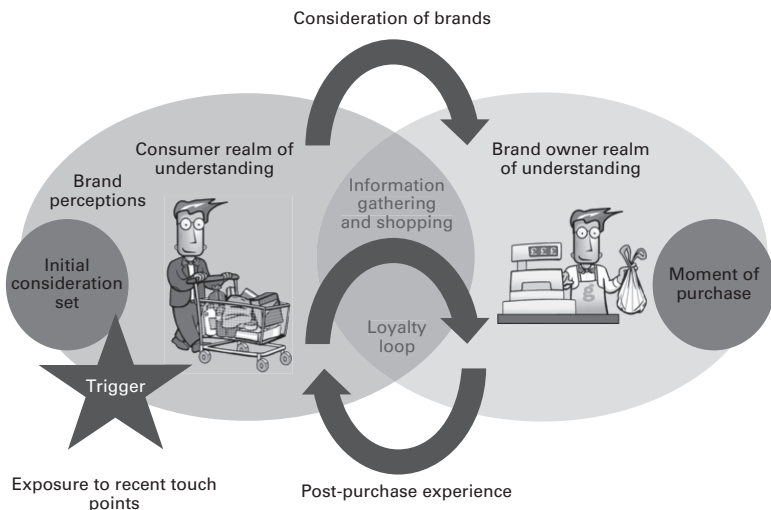 Consideration of brands
Consumer realm of
understanding
Brand owner realm
of understanding
Brand
perceptions
Information
gathering
and shopping
Initial
consideration
set
£££
g
Moment of
purchase
Loyalty
loop
Trigger
Exposure to recent touch
points
Post-purchase experience